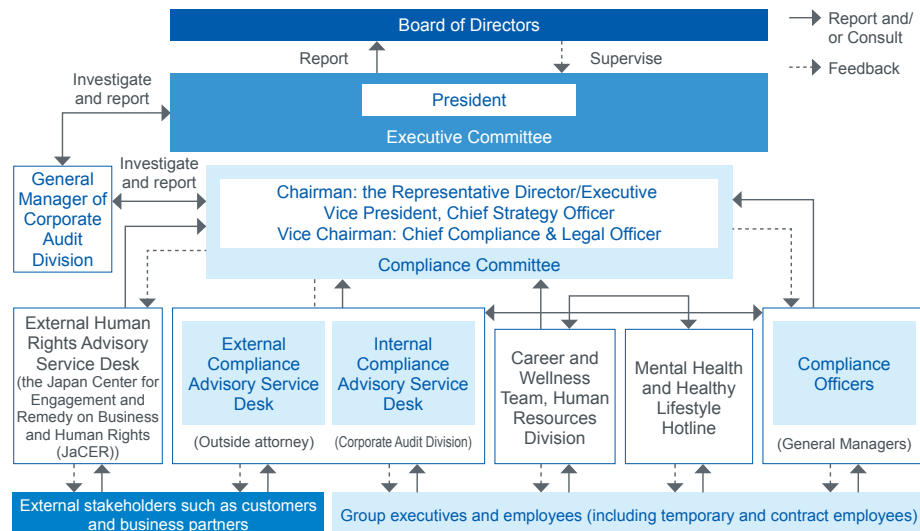 Board of Directors
Report and/
or Consult
Feedback
Report
Supervise
Investigate
and report
President
Executive Committee
General
Manager of
Corporate
Audit
Division
Investigate
and report
Chairman: the Representative Director/Executive
Vice President, Chief Strategy Officer
Vice Chairman: Chief Compliance & Legal Officer
Compliance Committee
External Human
Rights Advisory
Service Desk
(the Japan Center for
Engagement and
Remedy on Business
and Human Rights
(JaCER))
External
Compliance
Advisory Service
Desk
(Outside attorney)
Internal
Compliance
Advisory Service
Desk
(Corporate Audit Division)
Career and
Wellness
Team, Human
Resources
Division
Mental Health
and Healthy
Lifestyle
Hotline
Compliance
Officers
(General Managers)
External stakeholders such as customers
and business partners
Group executives and employees (including temporary and contract employees)